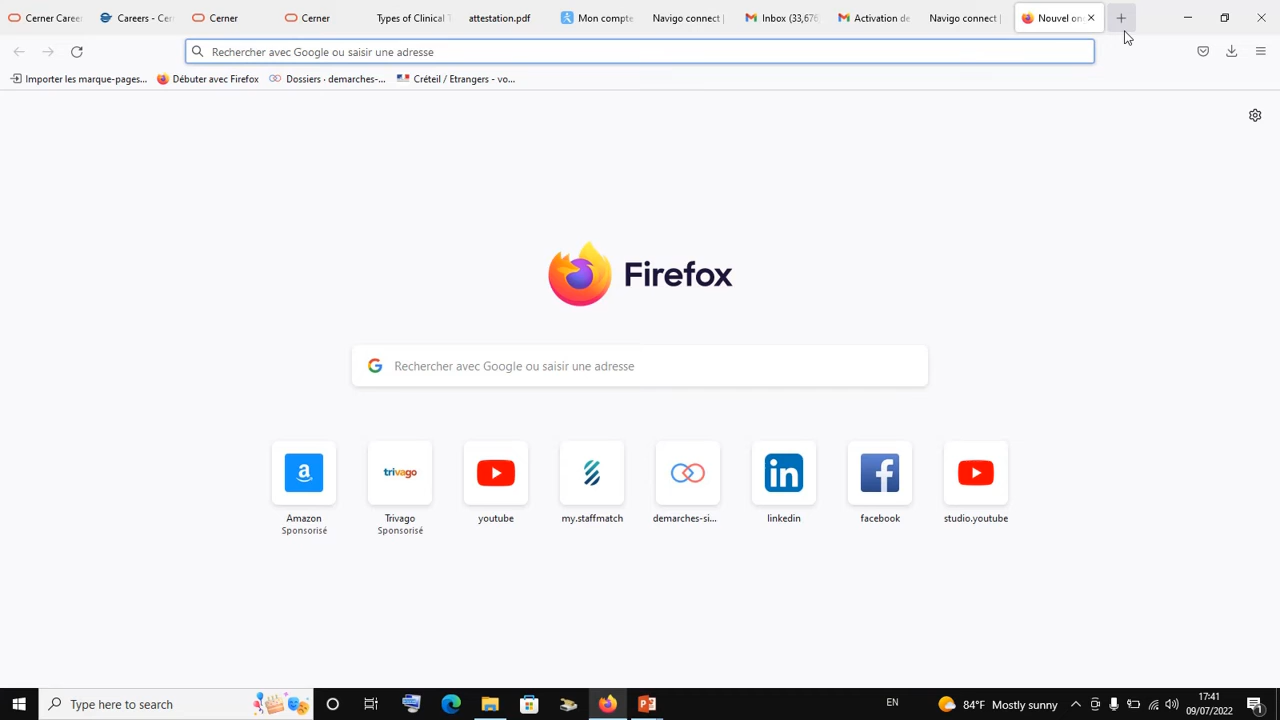 Cerner Caree
Careers - Cer
Cerner
Cerner
Types of Clinical T
attestation.pdf
Mon compte
Navigo connect |
Inbox (33,676
Activation de
Navigo connect |
Nouvel on
Rechercher avec Google ou saisir une adresse
Importer les marque-pages...
Débuter avec Firefox
Dossiers · demarches-...
Créteil / Etrangers - vo...
Firefox
Rechercher avec Google ou saisir une adresse
trivago
Amazon
Sponsorisé
Trivago
Sponsorisé
youtube
my.staffmatch
demarches-si...
linkedin
facebook
studio.youtube
Type here to search
EN
84°F Mostly sunny
17:41
09/07/2022